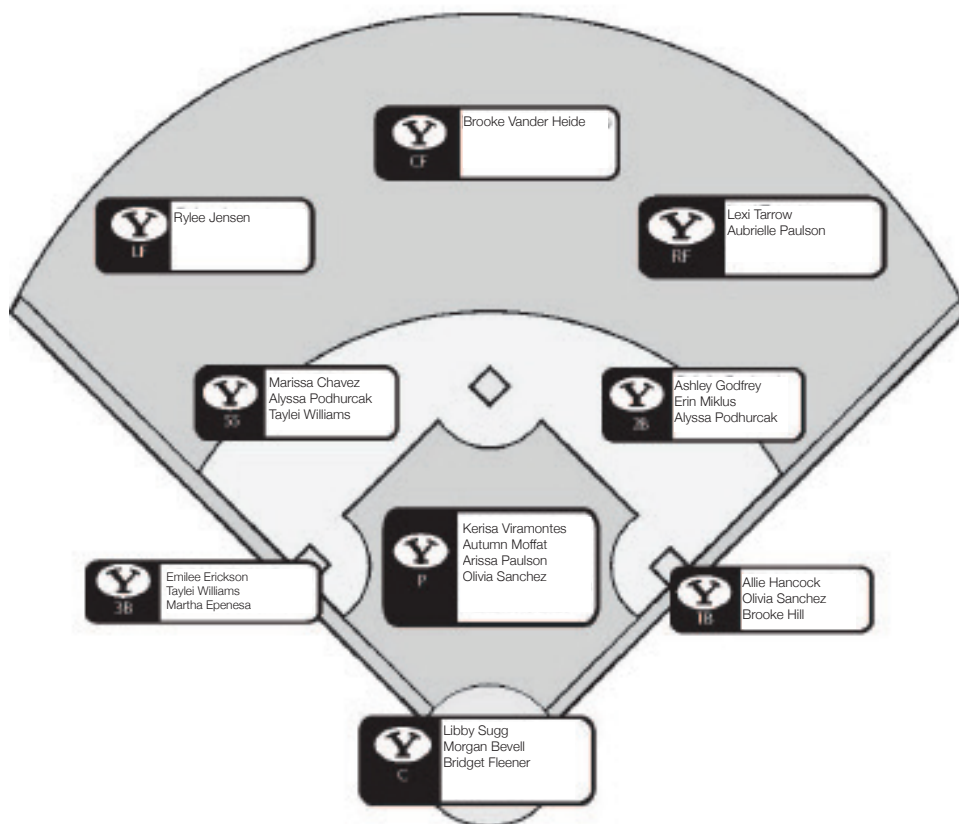 Y
Brooke Vander Heide
CF
Y
Rylee Jensen
LF
Y
Lexi Tarrow
Aubrielle Paulson
RF
Y
Marissa Chavez
Alyssa Podhurcak
Taylei Williams
SS
Y
Ashley Godfrey
Erin Miklus
Alyssa Podhurcak
2B
Y
Kerisa Viramontes
Autumn Moffat
Arissa Paulson
Olivia Sanchez
P
Y
Emilee Erickson
Taylei Williams
Martha Epenesa
3B
Y
Allie Hancock
Olivia Sanchez
Brooke Hill
1B
Y
Libby Sugg
Morgan Bevell
Bridget Fleener
C